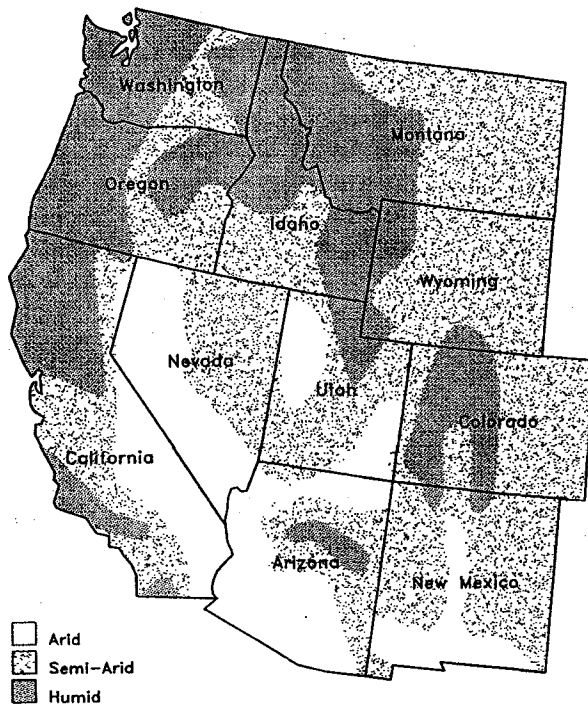 Washington
Montana
Oregon
Idaho
Wyoming
Nevada
Utah
Colorado
California
Arizona
New Mexico
Arid
Semi-Arid
Humid